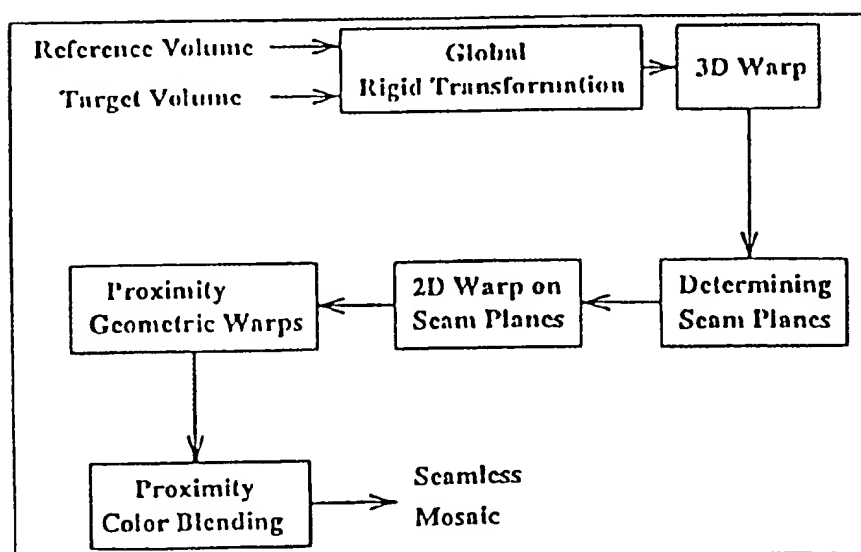 Reference Volume
Target Volume
Global
Rigid Transformation
3D Warp
Determining
Seam Planes
2D Warp on
Seam Planes
Proximity
Geometric Warps
Proximity
Color Blending
Seamless
Mosaic